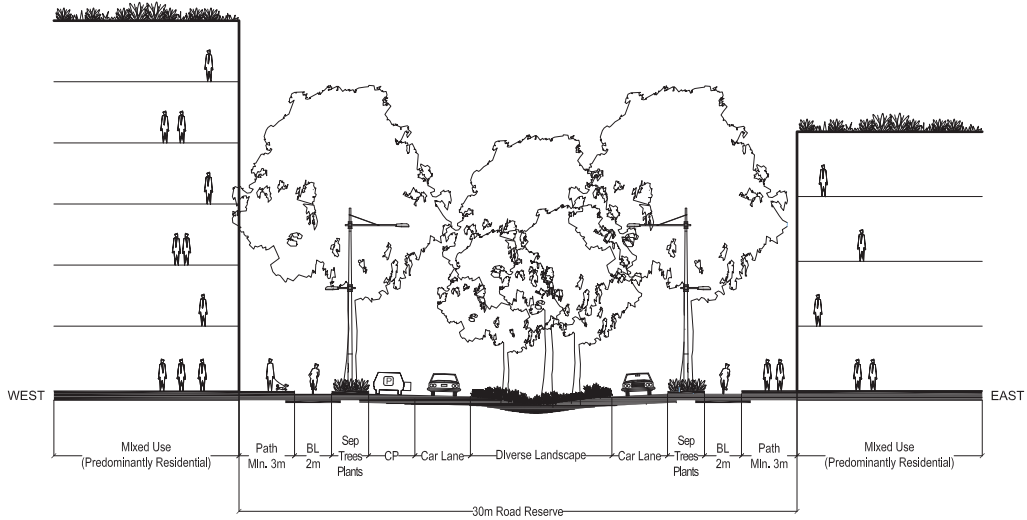 P
WEST
EAST
MIxed Use
(Predominantly Residential)
Path
MIn. 3m
BL
2m
Sep
Trees
Plants
CP
Car Lane
DIverse Landscape
Car Lane
Sep
Trees
Plants
BL
2m
Path
MIn. 3m
MIxed Use
(Predominantly Residential)
30m Road Reserve